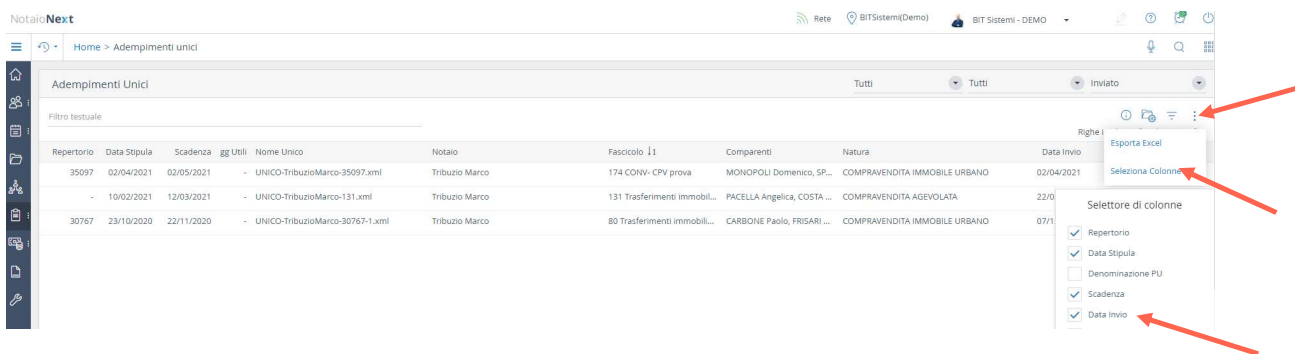 NotaioNext Rete BITSistemi(Demo) BIT Sistemi - DEMO
Home > Adempimenti unici
Adempimenti Unici Tutti Tutti Inviato
Filtro testuale
Righe
Esporta Excel
Seleziona Colonne
Repertorio Data Stipula Scadenza gg Utili Nome Unico Notaio Fascicolo 1 Comparenti Natura Data Invio
35097 02/04/2021 02/05/2021 - UNICO-TribuzioMarco-35097.xml Tribuzio Marco 174 CONV- CPV prova MONOPOLI Domenico, SP... COMPRAVENDITA IMMOBILE URBANO 02/04/2021
- 10/02/2021 12/03/2021 - UNICO-TribuzioMarco-131.xml Tribuzio Marco 131 Trasferimenti immobil... PACELLA Angelica, COSTA ... COMPRAVENDITA AGEVOLATA 22/0
30767 23/10/2020 22/11/2020 - UNICO-TribuzioMarco-30767-1.xml Tribuzio Marco 80 Trasferimenti immobili... CARBONE Paolo, FRISARI ... COMPRAVENDITA IMMOBILE URBANO 07/1
Selettore di colonne
Repertorio
Data Stipula
Denominazione PU
Scadenza
Data Invio